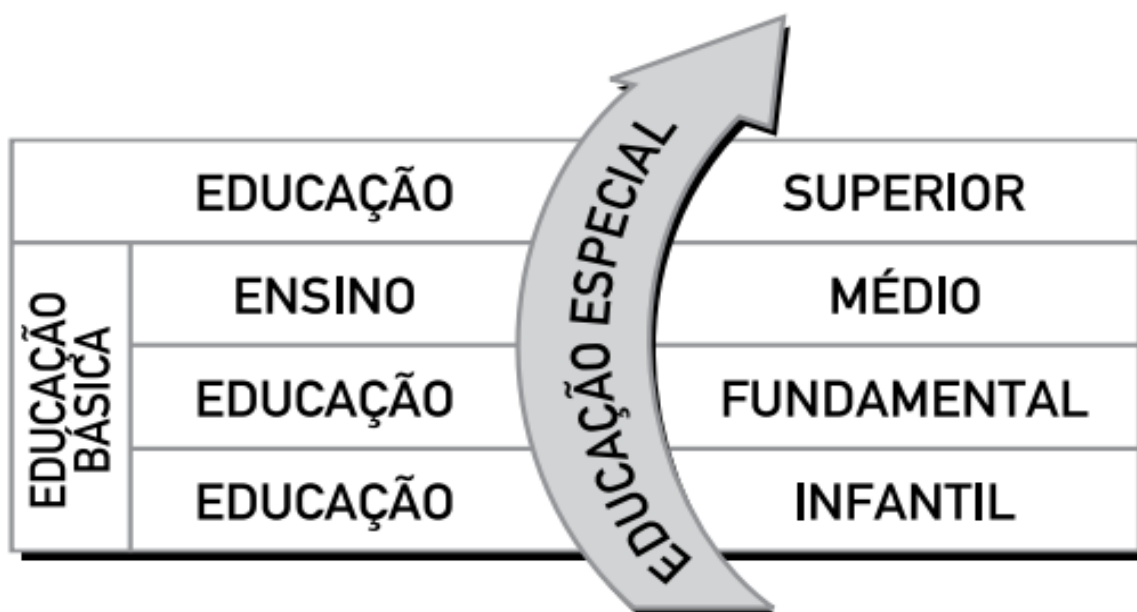 EDUCAÇÃO SUPERIOR
ENSINO MÉDIO
EDUCAÇÃO FUNDAMENTAL
EDUCAÇÃO INFANTIL
EDUCAÇÃO
BÁSICA
EDUCAÇÃO ESPECIAL